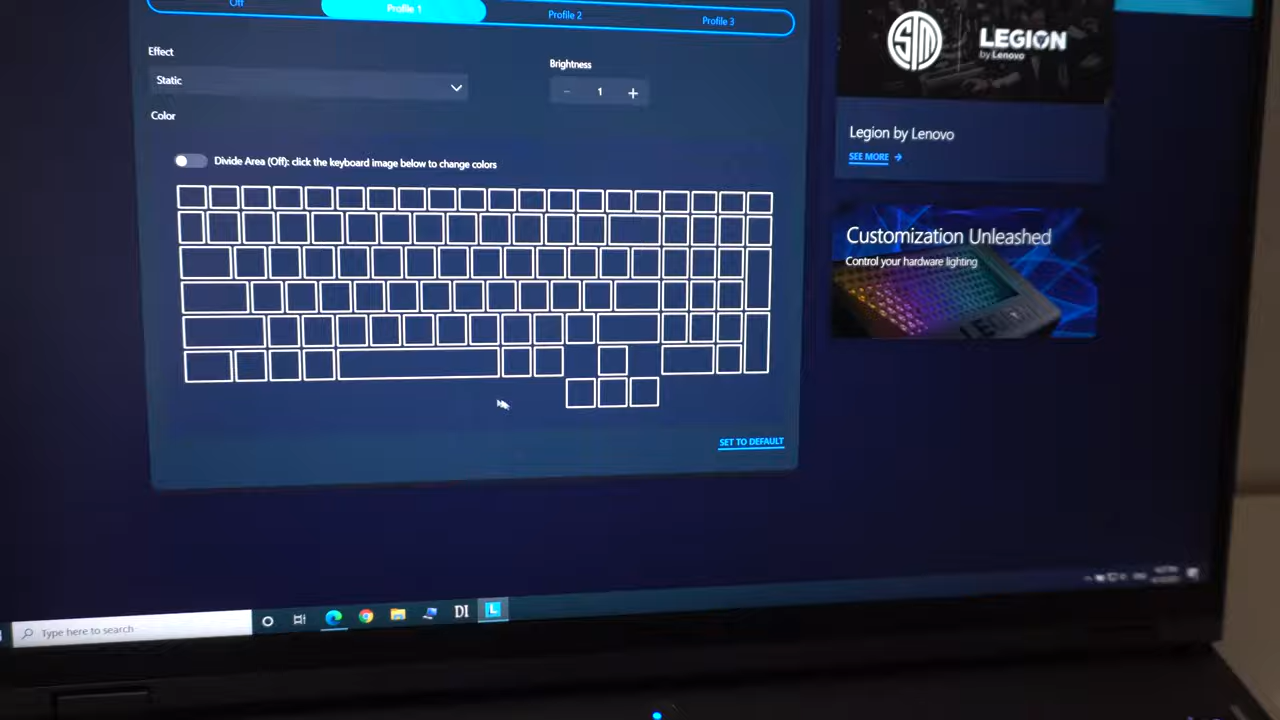 Off
Profile 1
Profile 2
Profile 3
Effect
Static
Brightness
1
Color
Divide Area (Off): click the keyboard image below to change colors
SET TO DEFAULT
LEGION
by Lenovo
Legion by Lenovo
SEE MORE
Customization Unleashed
Control your hardware lighting
Type here to search
DI
L